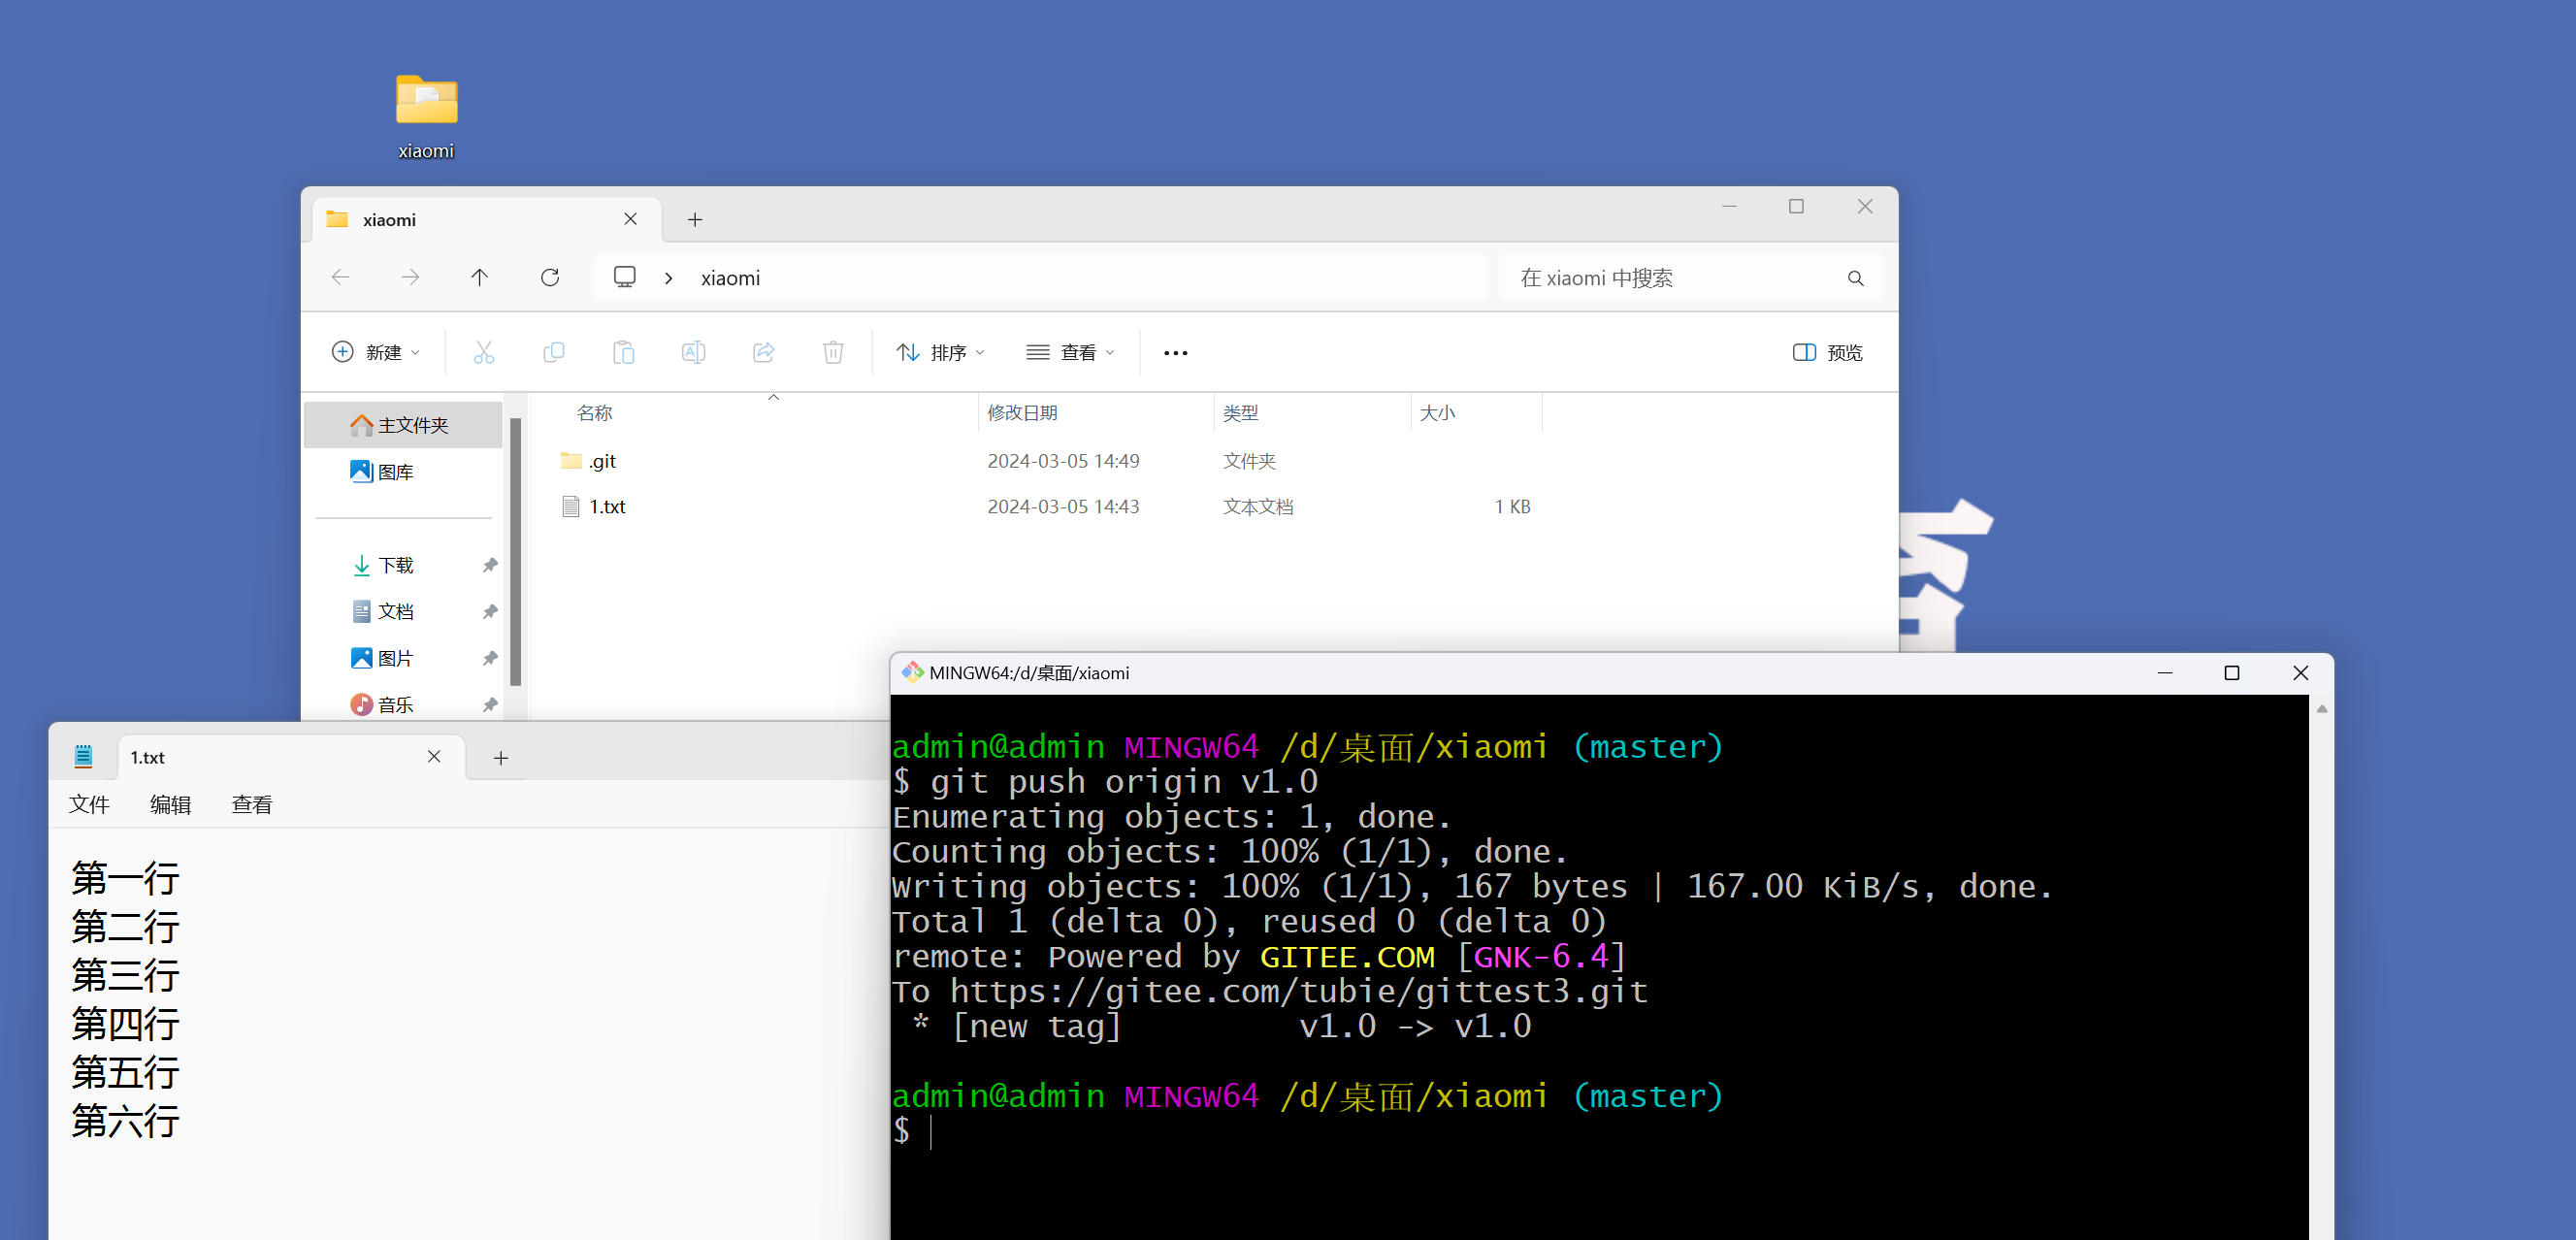 xiaomi
xiaomi
xiaomi
在 xiaomi 中搜索
新建
排序
查看
预览
主文件夹
图库
下载
文档
图片
音乐
名称 修改日期 类型 大小
.git 2024-03-05 14:49 文件夹
1.txt 2024-03-05 14:43 文本文档 1 KB
1.txt
文件 编辑 查看
第一行
第二行
第三行
第四行
第五行
第六行
MINGW64:/d/桌面/xiaomi
admin@admin MINGW64 /d/桌面/xiaomi (master)
$ git push origin v1.0
Enumerating objects: 1, done.
Counting objects: 100% (1/1), done.
Writing objects: 100% (1/1), 167 bytes | 167.00 KiB/s, done.
Total 1 (delta 0), reused 0 (delta 0)
remote: Powered by GITEE.COM [GNK-6.4]
To https://gitee.com/tubie/gittest3.git
 * [new tag]         v1.0 -> v1.0
admin@admin MINGW64 /d/桌面/xiaomi (master)
$